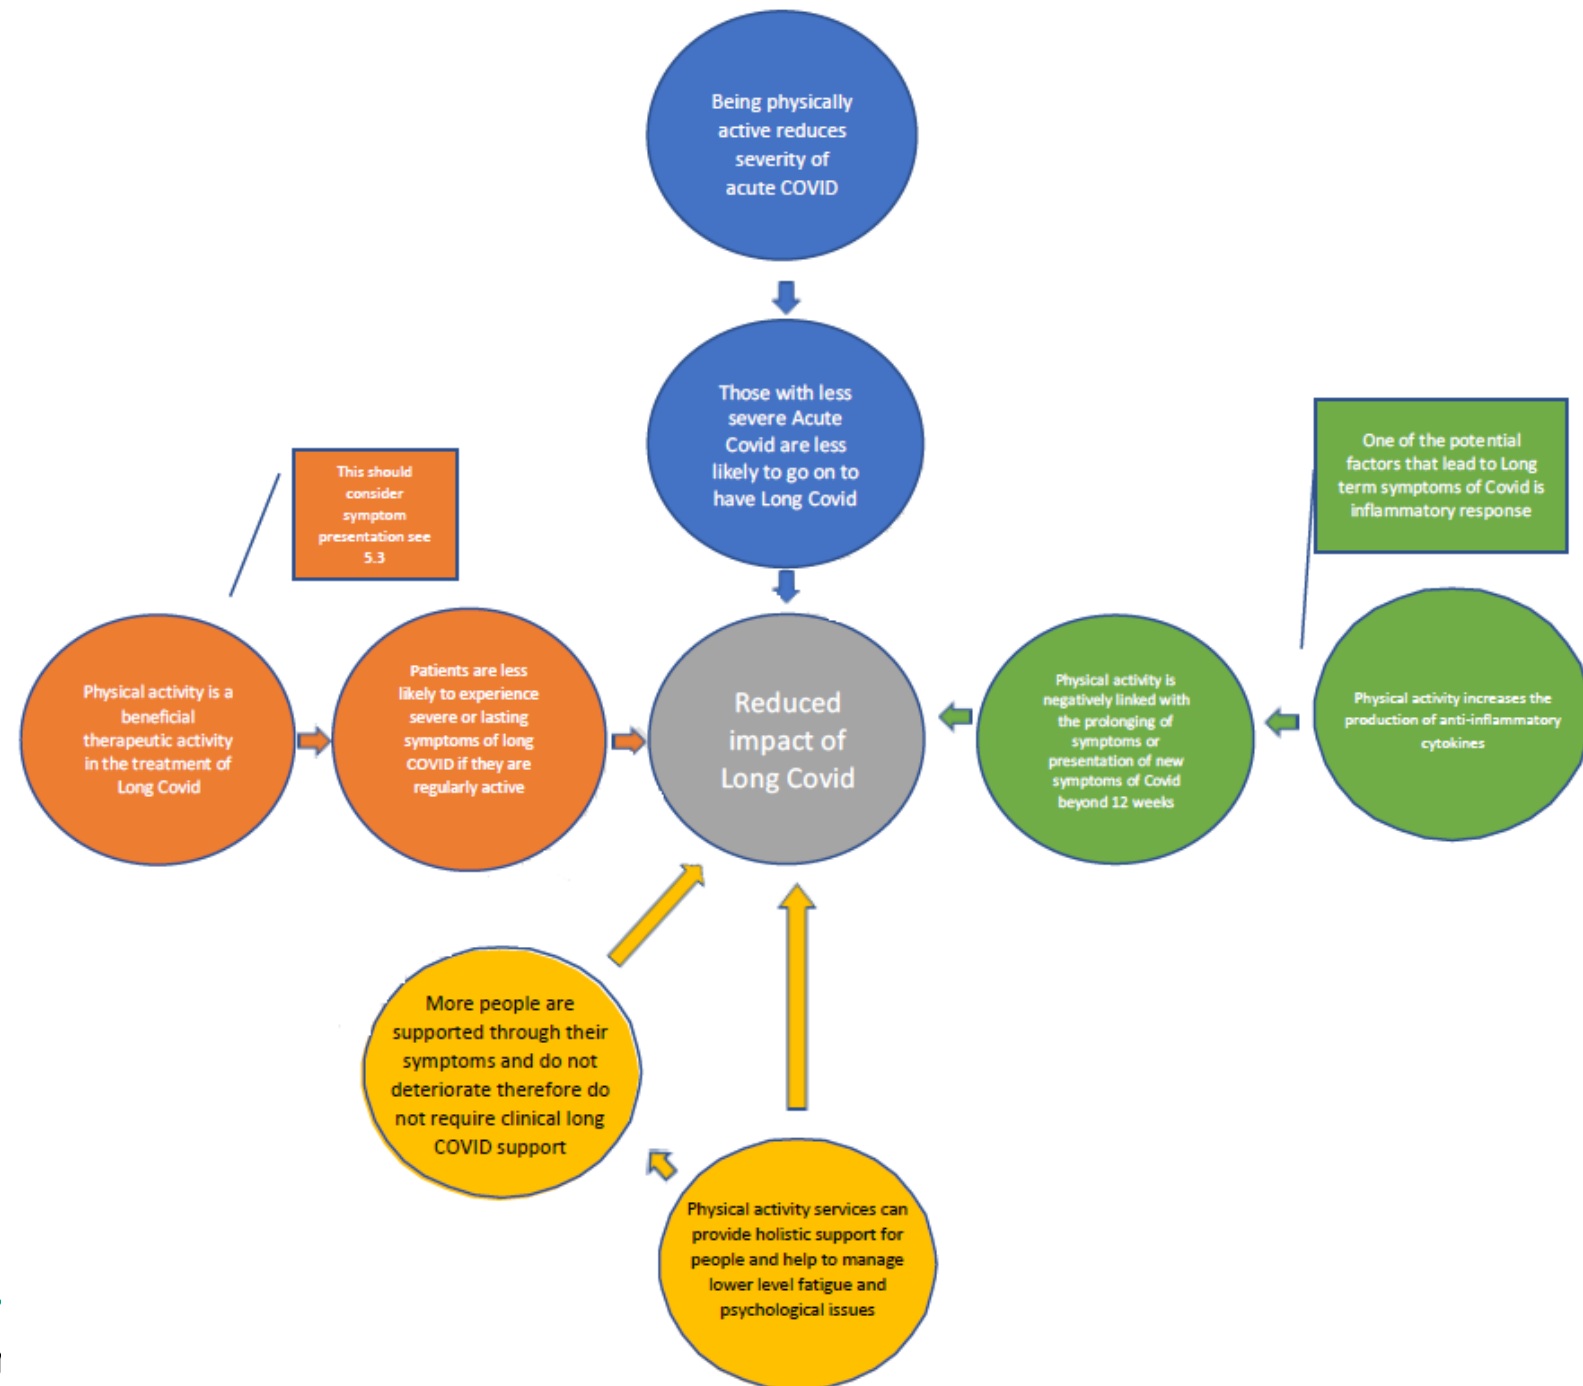 Being physically
active reduces
severity of
acute COVID
Those with less
severe Acute
Covid are less
likely to go on to
have Long Covid
This should
consider
symptom
presentation see
5.3
One of the potential
factors that lead to Long
term symptoms of Covid is
inflammatory response
Physical activity is a
beneficial
therapeutic activity
in the treatment of
Long Covid
Patients are less
likely to experience
severe or lasting
symptoms of long
COVID if they are
regularly active
Reduced
impact of
Long Covid
Physical activity is
negatively linked with
the prolonging of
symptoms or
presentation of new
symptoms of Covid
beyond 12 weeks
Physical activity increases the
production of anti-inflammatory
cytokines
More people are
supported through their
symptoms and do not
deteriorate therefore do
not require clinical long
COVID support
Physical activity services can
provide holistic support for
people and help to manage
lower level fatigue and
psychological issues